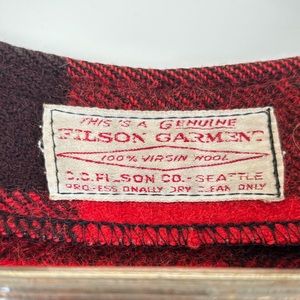 THIS IS A GENUINE
FILSON GARMENT
100% VIRGIN WOOL
C.C. FILSON CO. - SEATTLE
PROFESSIONALLY DRY CLEAN ONLY